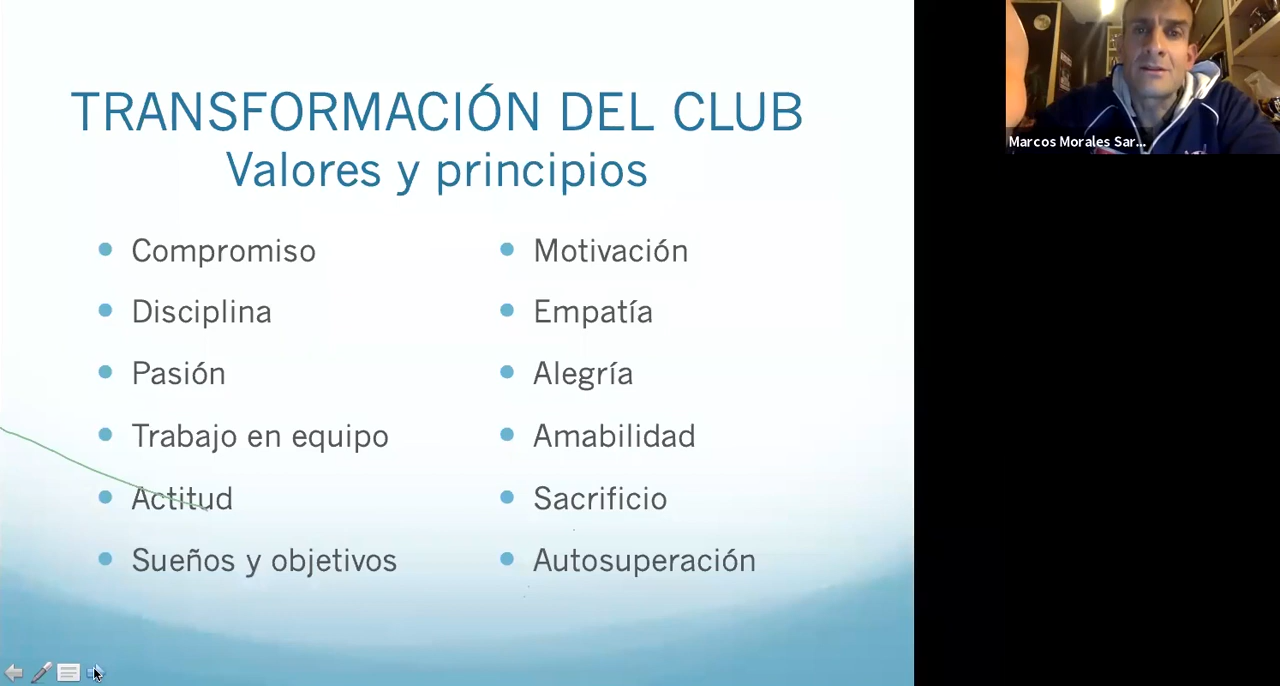 TRANSFORMACIÓN DEL CLUB
Valores y principios
Compromiso
Disciplina
Pasión
Trabajo en equipo
Actitud
Sueños y objetivos
Motivación
Empatía
Alegría
Amabilidad
Sacrificio
Autosuperación
Marcos Morales Sar...